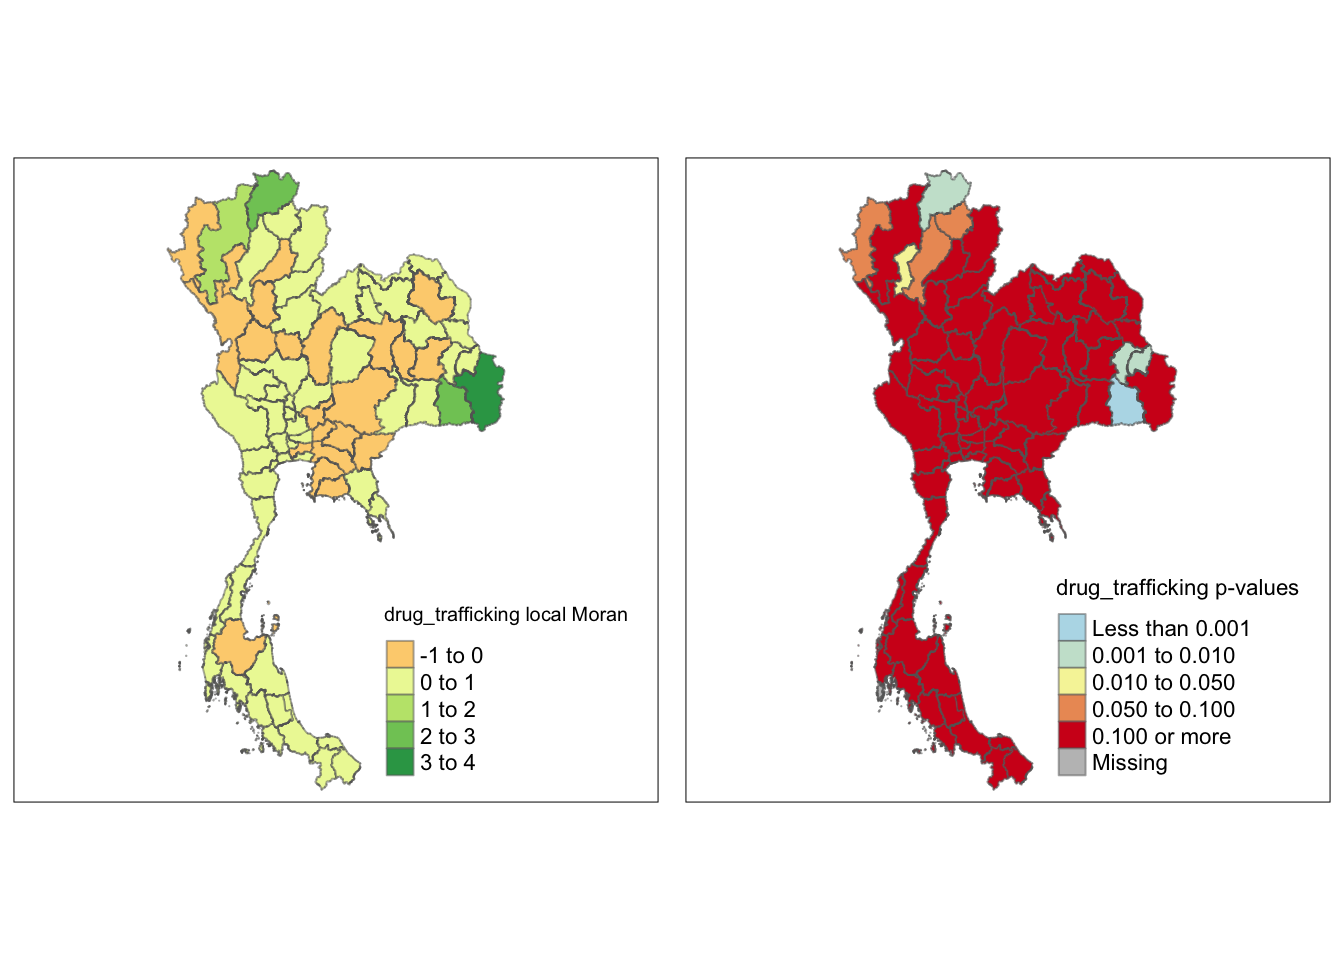 drug_trafficking local Moran
-1 to 0
0 to 1
1 to 2
2 to 3
3 to 4
drug_trafficking p-values
Less than 0.001
0.001 to 0.010
0.010 to 0.050
0.050 to 0.100
0.100 or more
Missing